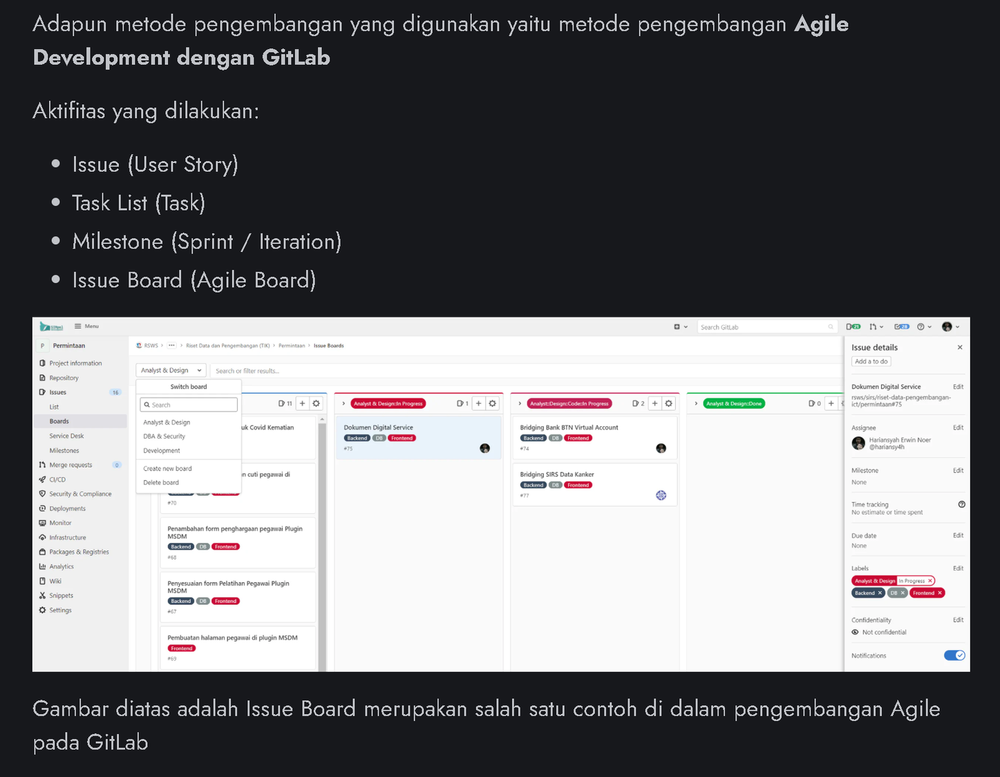 Adapun metode pengembangan yang digunakan yaitu metode pengembangan Agile
Development dengan GitLab
Aktifitas yang dilakukan:
Issue (User Story)
Task List (Task)
Milestone (Sprint / Iteration)
Issue Board (Agile Board)
Menu
Search GitLab
21
28
P Permintaan
Project information
Repository
Issues 16
List
Boards
Service Desk
Milestones
Merge requests 0
CI/CD
Security & Compliance
Deployments
Monitor
Infrastructure
Packages & Registries
Analytics
Wiki
Snippets
Settings
RSWS > ... > Riset Data dan Pengembangan (TIK) > Permintaan > Issue Boards
Analyst & Design
Search or filter results...
Switch board
Search
Analyst & Design
DBA & Security
Development
Create new board
Delete board
11
uk Covid Kematian
n cuti pegawai di
#70
Penambahan form penghargaan pegawai Plugin
MSDM
Backend DB Frontend
#68
Penyesuaian form Pelatihan Pegawai Plugin
MSDM
Backend DB Frontend
#67
Pembuatan halaman pegawai di plugin MSDM
Frontend
#69
Analyst & Design:In Progress 1
Dokumen Digital Service
Backend DB Frontend
#75
Analyst:Design:Code:In Progress 2
Bridging Bank BTN Virtual Account
Backend DB Frontend
#74
Bridging SIRS Data Kanker
Backend DB Frontend
#77
Analyst & Design::Done 0
Issue details
Add a to do
Dokumen Digital Service Edit
rsws/sirs/riset-data-pengembangan-
ict/permintaan#75
Assignee Edit
Hariansyah Erwin Noer
@hariansy4h
Milestone Edit
None
Time tracking
No estimate or time spent
Due date Edit
None
Labels Edit
Analyst & Design In Progress
Backend DB Frontend
Confidentiality Edit
Not confidential
Notifications
Gambar diatas adalah Issue Board merupakan salah satu contoh di dalam pengembangan Agile
pada GitLab